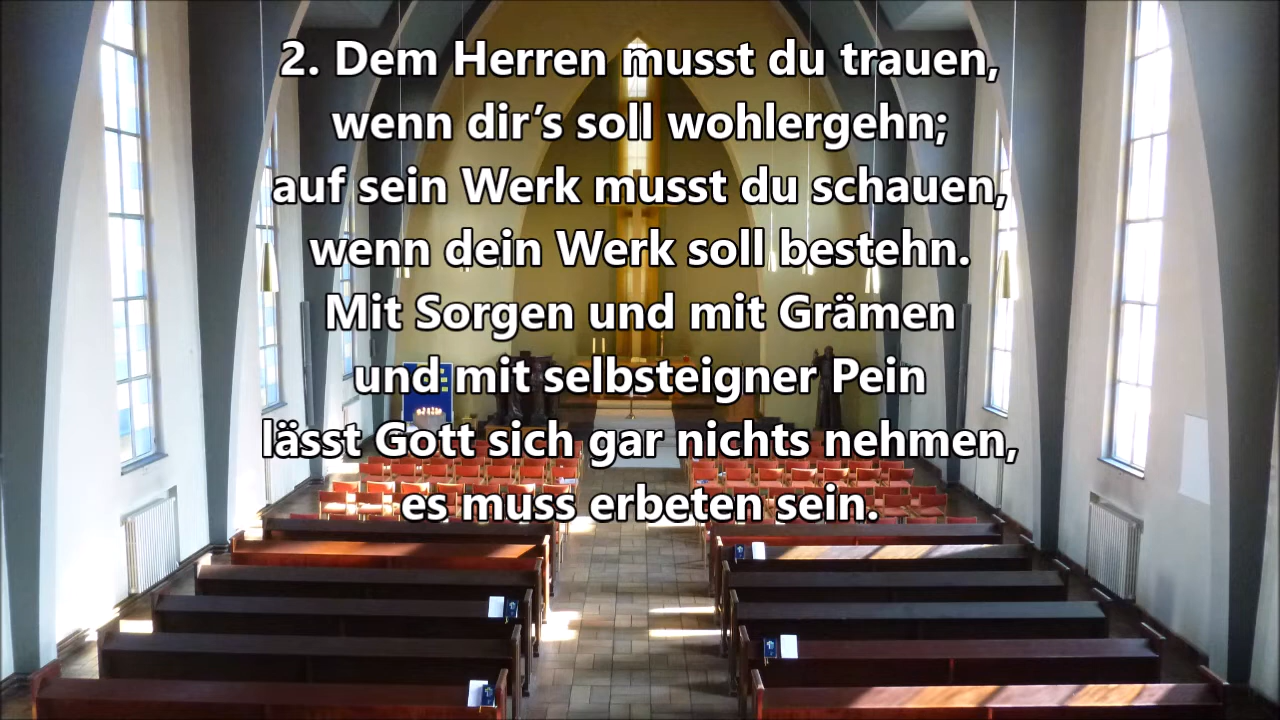 2. Dem Herren musst du trauen,
wenn dir’s soll wohlergehn;
auf sein Werk musst du schauen,
wenn dein Werk soll bestehn.
Mit Sorgen und mit Grämen
und mit selbsteigner Pein
lässt Gott sich gar nichts nehmen,
es muss erbeten sein.